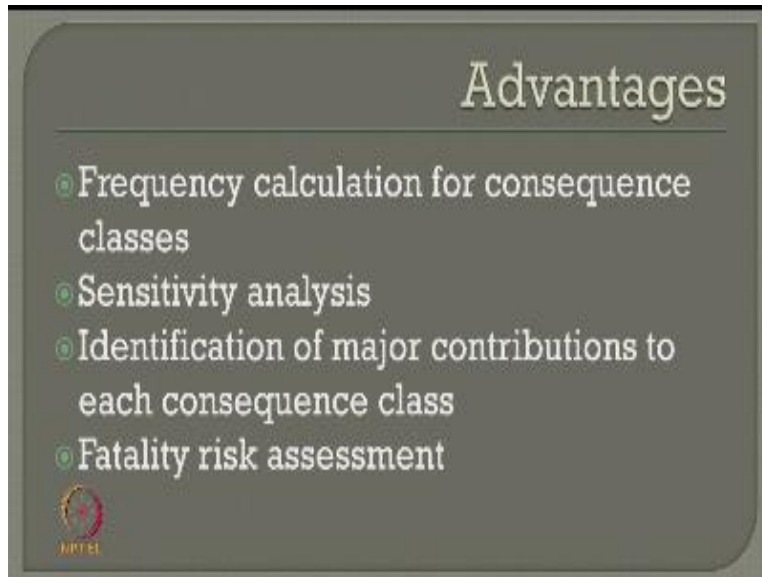 Advantages
Frequency calculation for consequence
classes
Sensitivity analysis
Identification of major contributions to
each consequence class
Fatality risk assessment
NPTEL